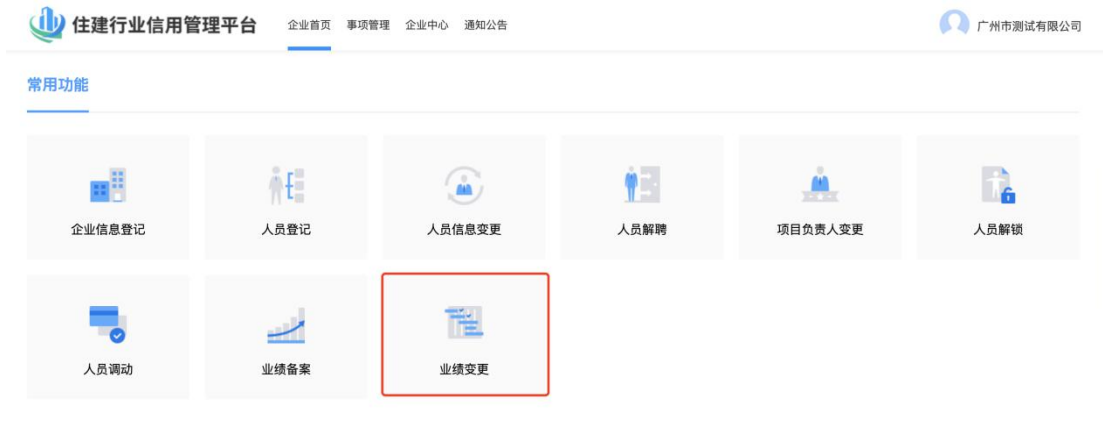 住建行业信用管理平台 企业首页 事项管理 企业中心 通知公告 广州市测试有限公司
常用功能
企业信息登记 人员登记 人员信息变更 人员解聘 项目负责人变更 人员解锁
人员调动 业绩备案 业绩变更